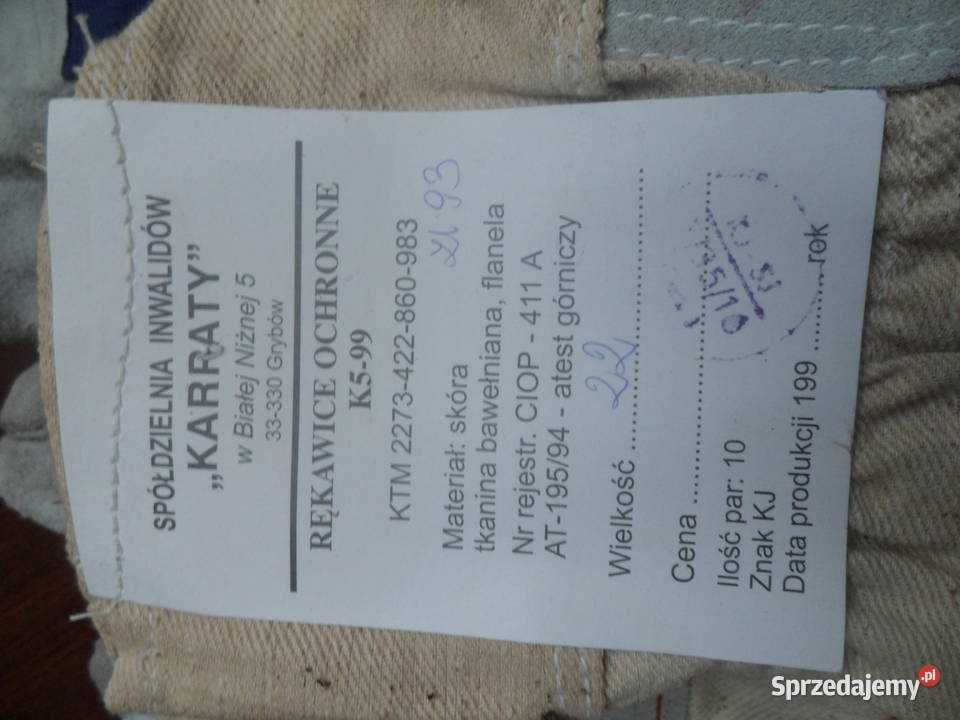 SPÓŁDZIELNIA INWALIDÓW
„KARRATY”
w Białej Niżnej 5
33-330 Grybów
RĘKAWICE OCHRONNE
K5-99
KTM 2273-422-860-983
Materiał: skóra
tkanina bawełniana, flanela
Nr rejestr. CIOP - 411 A
AT-195/94 - atest górniczy
Wielkość .......... 22 ..........
Cena ..............................
Ilość par: 10
Znak KJ
Data produkcji 199 ......... rok
Sprzedajemy.pl